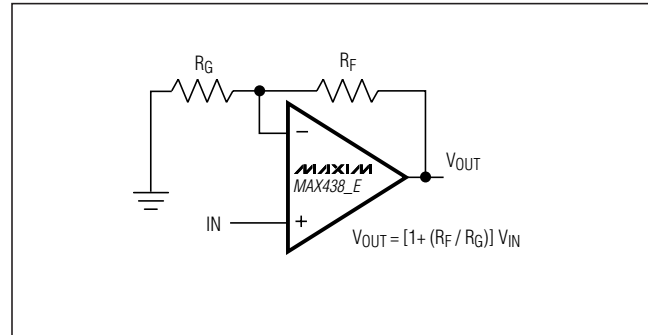 RG
RF
−
MAXIM
MAX438_E
VOUT
IN
+
VOUT = [1+ (RF / RG)] VIN